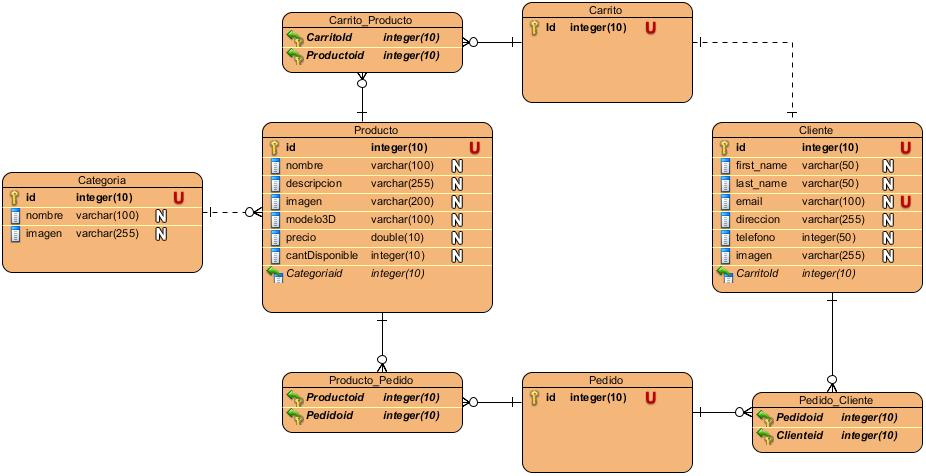 Carrito_Producto
CarritoId integer(10)
Productoid integer(10)
Carrito
Id integer(10) U
Producto
id integer(10) U
nombre varchar(100) N
descripcion varchar(255) N
imagen varchar(200) N
modelo3D varchar(100) N
precio double(10) N
cantDisponible integer(10) N
Categoriaid integer(10)
Cliente
id integer(10) U
first_name varchar(50) N
last_name varchar(50) N
email varchar(100) N U
direccion varchar(255) N
telefono integer(50) N
imagen varchar(255) N
CarritoId integer(10)
Categoria
id integer(10) U
nombre varchar(100) N
imagen varchar(255) N
Producto_Pedido
Productoid integer(10)
Pedidoid integer(10)
Pedido
id integer(10) U
Pedido_Cliente
Pedidoid integer(10)
Clienteid integer(10)